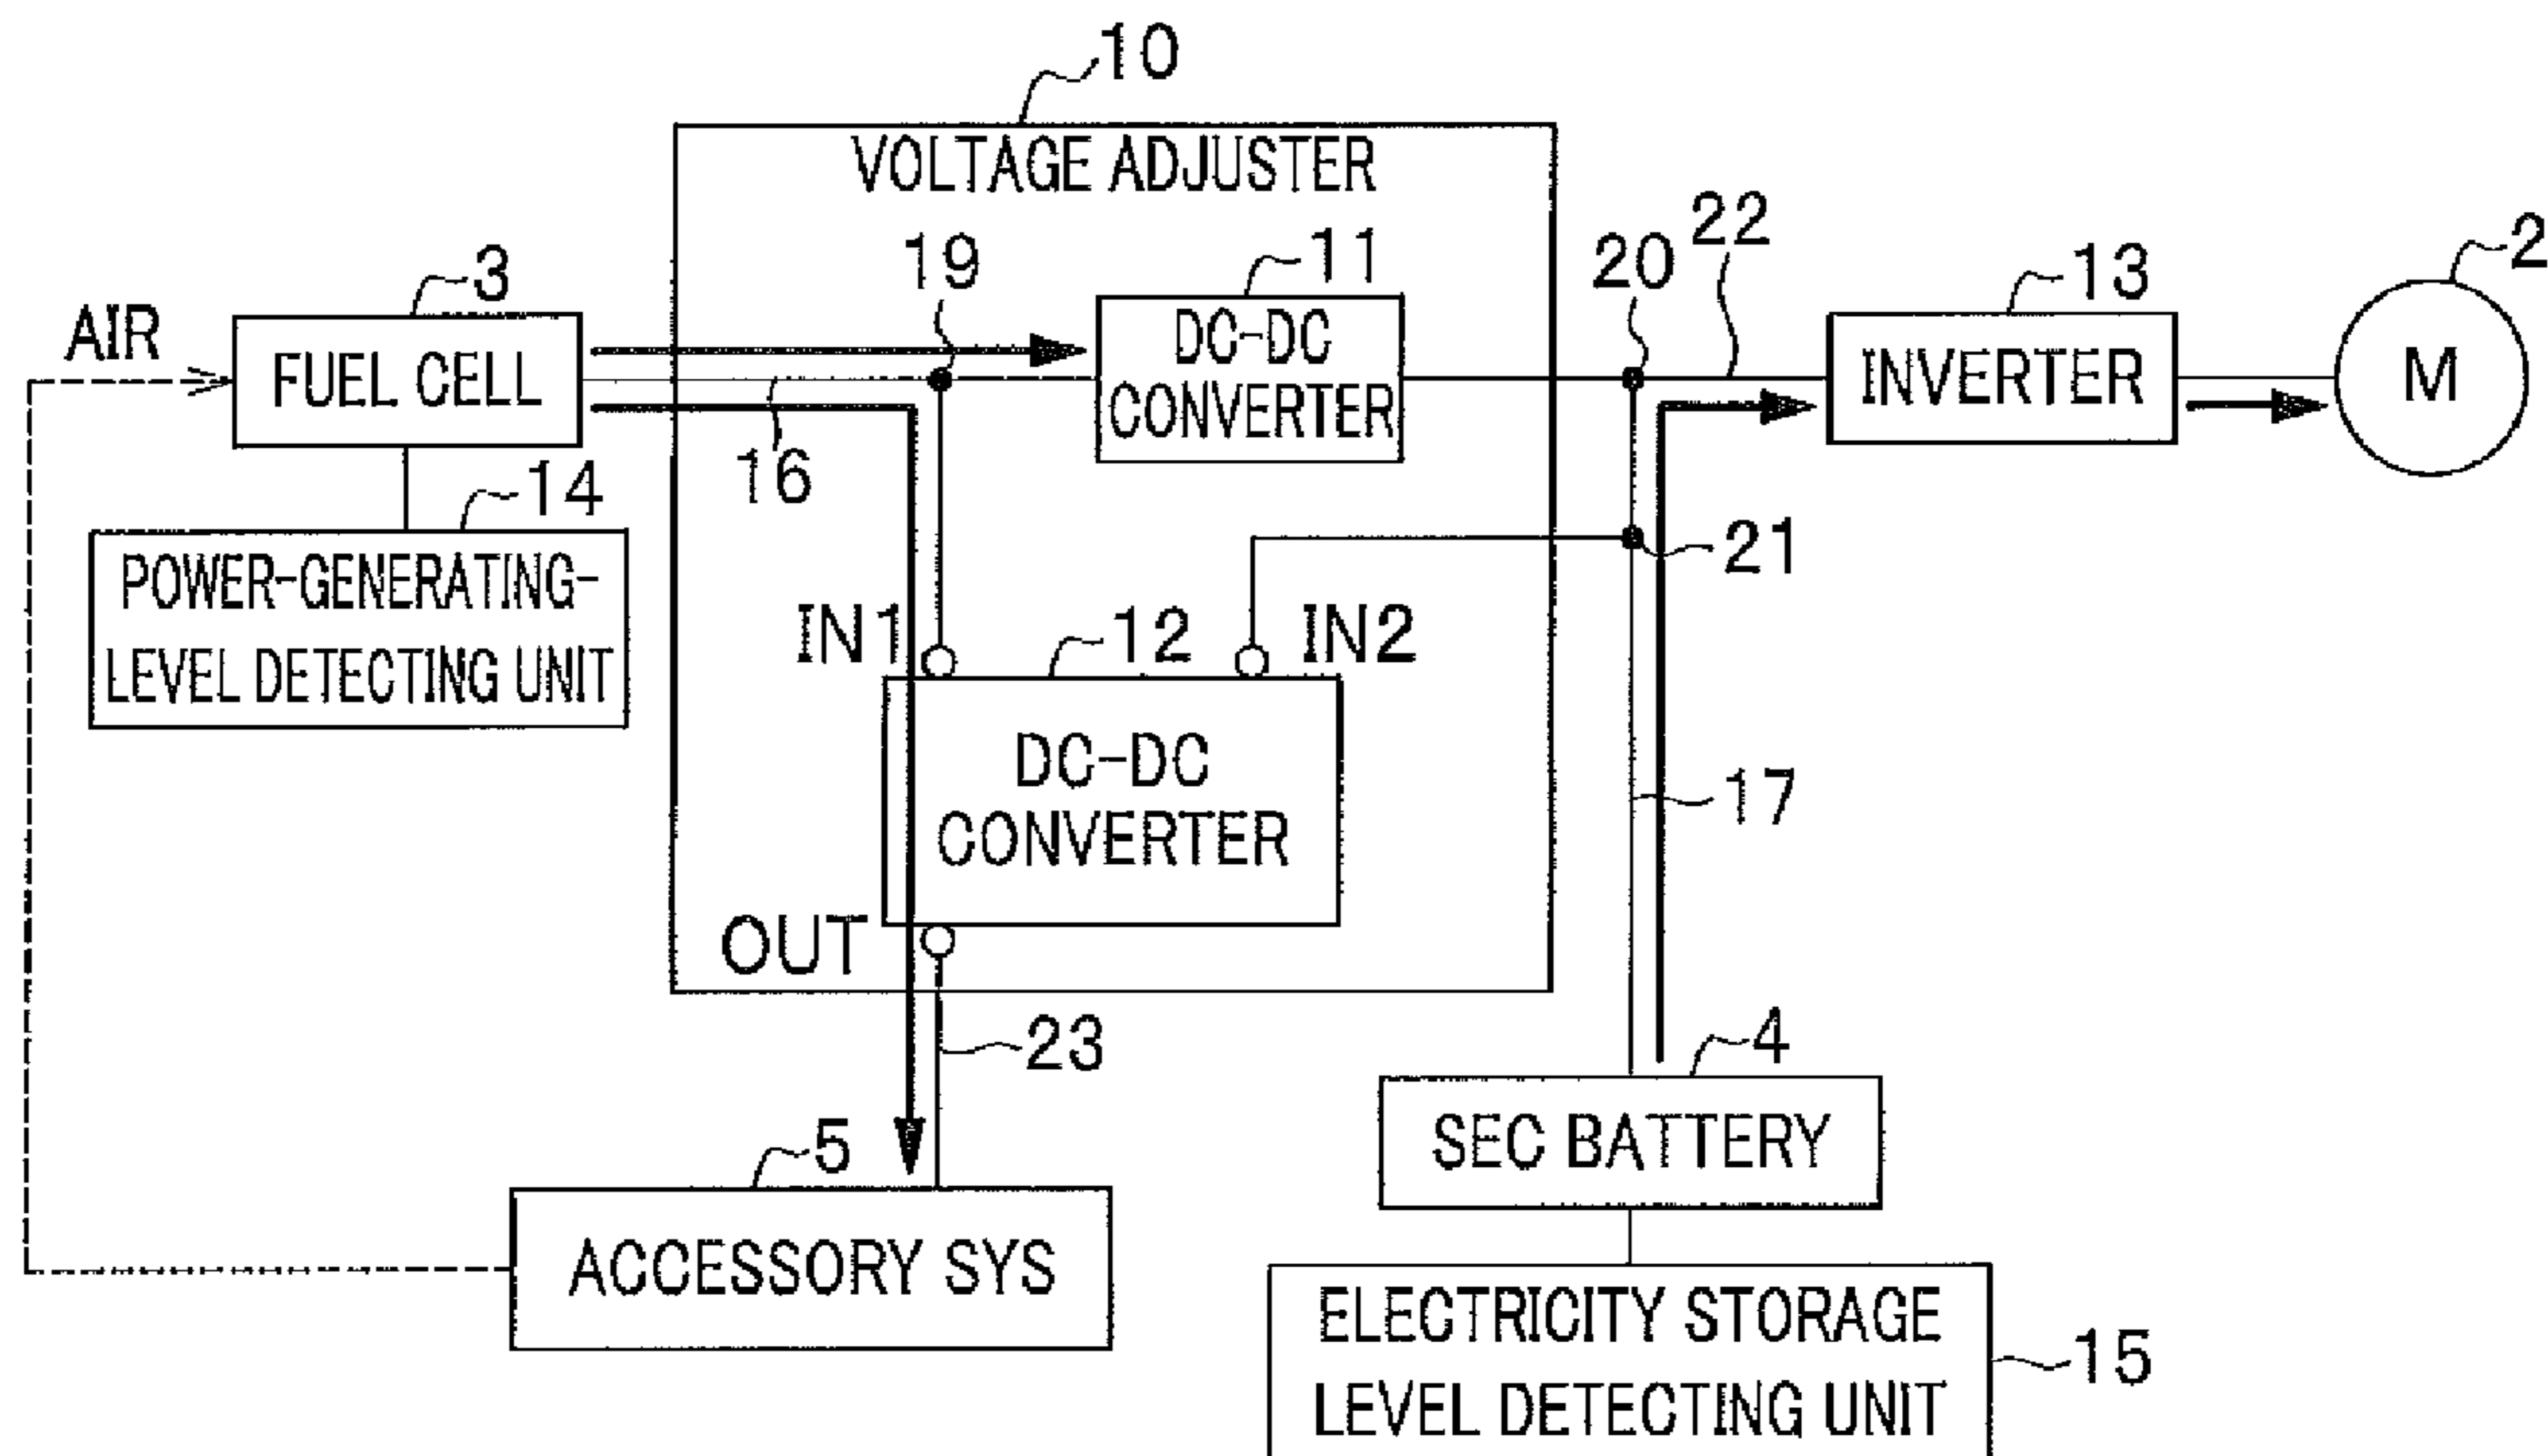 10
VOLTAGE ADJUSTER
3
AIR
FUEL CELL
19
11
DC-DC
CONVERTER
20
22
13
INVERTER
2
M
16
14
POWER-GENERATING-
LEVEL DETECTING UNIT
21
IN1
12
IN2
DC-DC
CONVERTER
17
OUT
23
4
SEC BATTERY
5
ACCESSORY SYS
ELECTRICITY STORAGE
LEVEL DETECTING UNIT
15